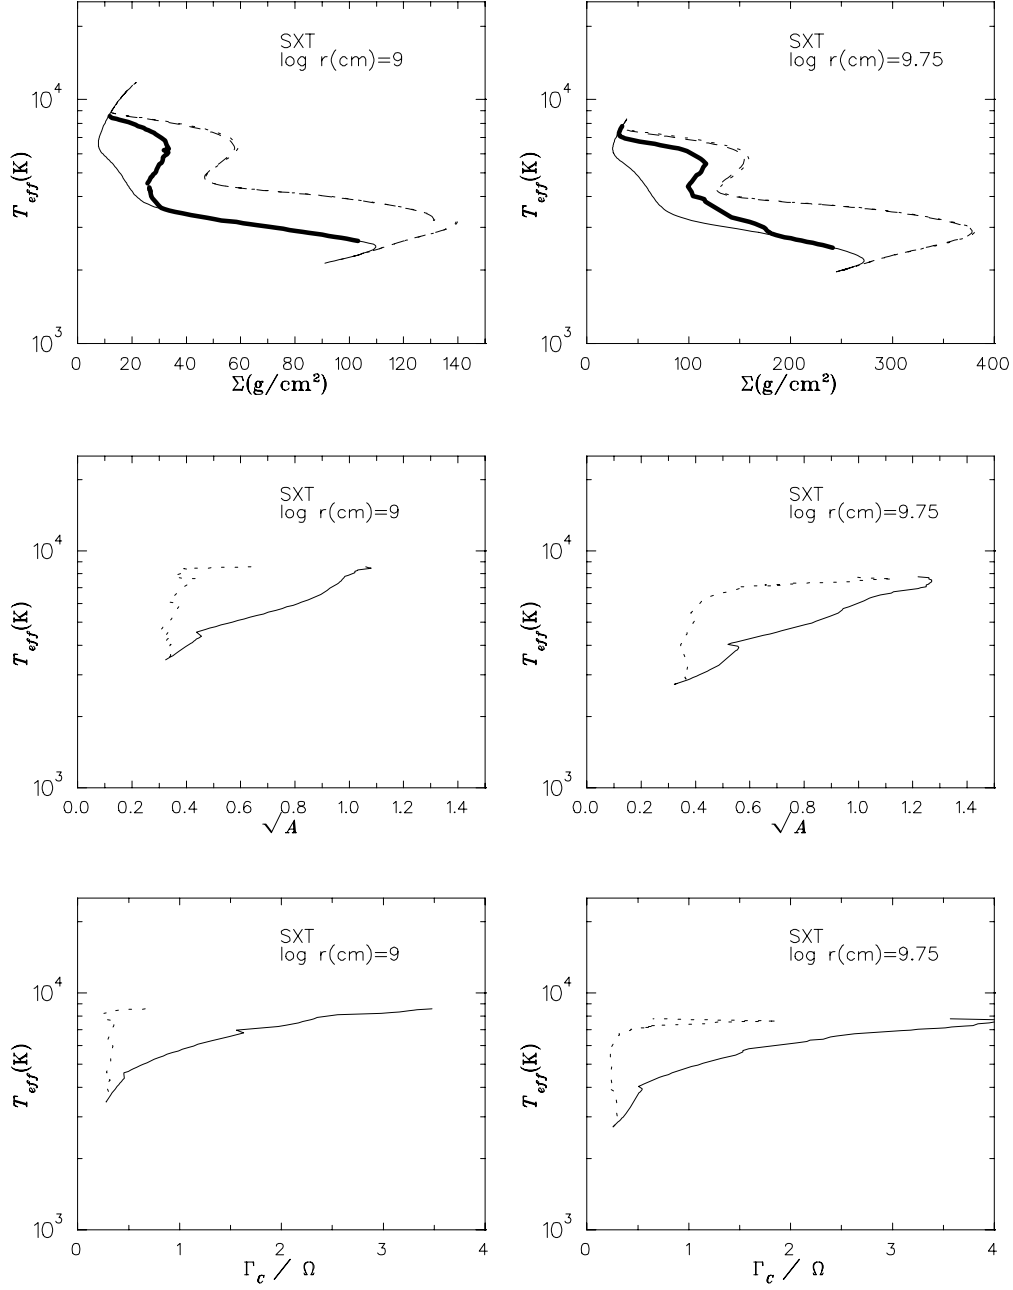 SXT
log r(cm)=9
10⁴
10³
T_eff(K)
0 20 40 60 80 100 120 140
Σ(g/cm²)
SXT
log r(cm)=9.75
10⁴
10³
T_eff(K)
0 100 200 300 400
Σ(g/cm²)
SXT
log r(cm)=9
10⁴
10³
T_eff(K)
0.0 0.2 0.4 0.6 0.8 1.0 1.2 1.4
√A
SXT
log r(cm)=9.75
10⁴
10³
T_eff(K)
0.0 0.2 0.4 0.6 0.8 1.0 1.2 1.4
√A
SXT
log r(cm)=9
10⁴
10³
T_eff(K)
0 1 2 3 4
Γ_c / Ω
SXT
log r(cm)=9.75
10⁴
10³
T_eff(K)
0 1 2 3 4
Γ_c / Ω